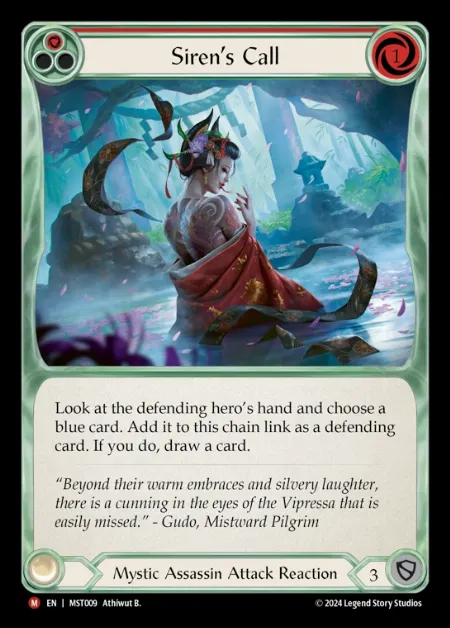 Siren's Call
1
Look at the defending hero's hand and choose a
blue card. Add it to this chain link as a defending
card. If you do, draw a card.
“Beyond their warm embraces and silvery laughter,
there is a cunning in the eyes of the Vipressa that is
easily missed.” - Gudo, Mistward Pilgrim
Mystic Assassin Attack Reaction
3
M EN | MST009 Athiwut B.
© 2024 Legend Story Studios